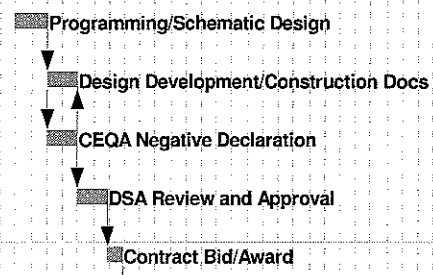 Programming/Schematic Design
Design Development/Construction Docs
CEQA Negative Declaration
DSA Review and Approval
Contract Bid/Award